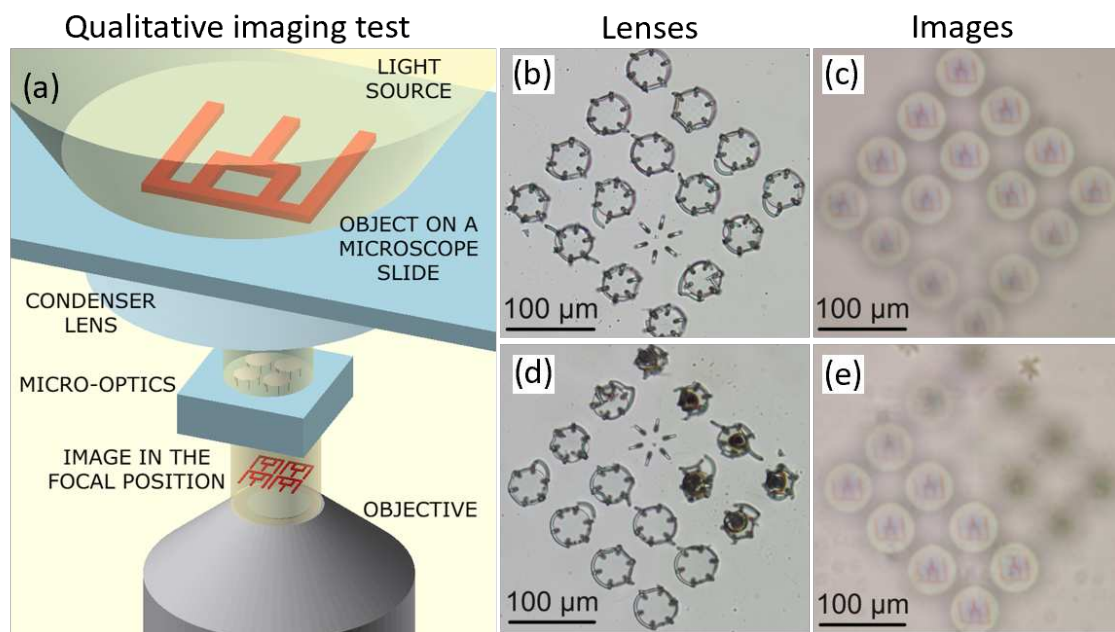 Qualitative imaging test
Lenses
Images
(a)
LIGHT
SOURCE
OBJECT ON A
MICROSCOPE
SLIDE
CONDENSER
LENS
MICRO-OPTICS
IMAGE IN THE
FOCAL POSITION
OBJECTIVE
(b)
100 µm
(c)
100 µm
(d)
100 µm
(e)
100 µm